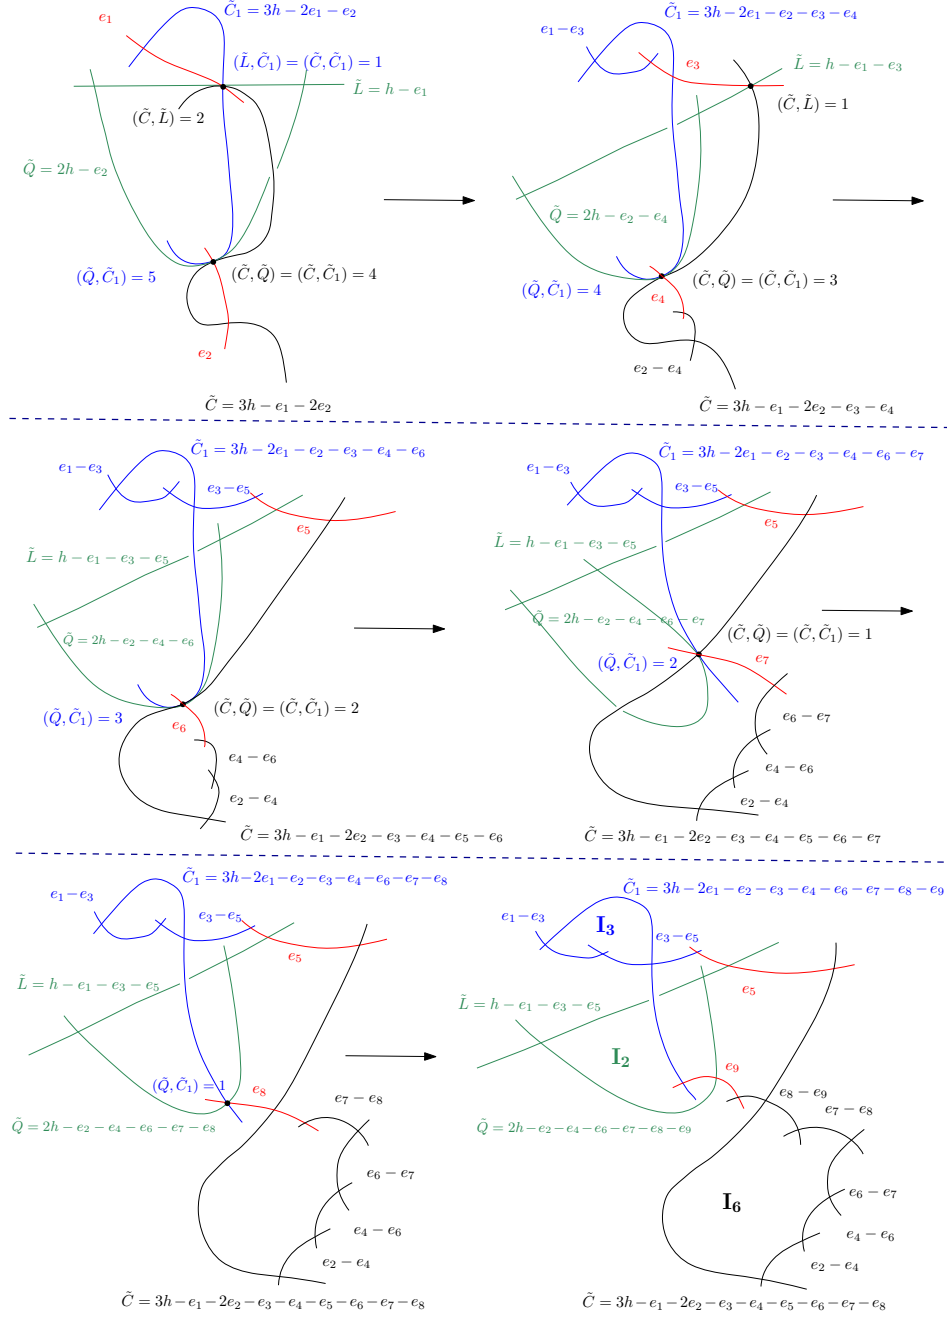 C̃₁ = 3h − 2e₁ − e₂
e₁
(L̃, C̃₁) = (C̃, C̃₁) = 1
L̃ = h − e₁
(C̃, L̃) = 2
Q̃ = 2h − e₂
(Q̃, C̃₁) = 5
(C̃, Q̃) = (C̃, C̃₁) = 4
e₂
C̃ = 3h − e₁ − 2e₂
C̃₁ = 3h − 2e₁ − e₂ − e₃ − e₄
e₁ − e₃
e₃
L̃ = h − e₁ − e₃
(C̃, L̃) = 1
Q̃ = 2h − e₂ − e₄
(Q̃, C̃₁) = 4
(C̃, Q̃) = (C̃, C̃₁) = 3
e₄
e₂ − e₄
C̃ = 3h − e₁ − 2e₂ − e₃ − e₄
C̃₁ = 3h − 2e₁ − e₂ − e₃ − e₄ − e₆
e₁ − e₃
e₃ − e₅
e₅
L̃ = h − e₁ − e₃ − e₅
Q̃ = 2h − e₂ − e₄ − e₆
(Q̃, C̃₁) = 3
(C̃, Q̃) = (C̃, C̃₁) = 2
e₆
e₄ − e₆
e₂ − e₄
C̃ = 3h − e₁ − 2e₂ − e₃ − e₄ − e₅ − e₆
C̃₁ = 3h − 2e₁ − e₂ − e₃ − e₄ − e₆ − e₇
e₁ − e₃
e₃ − e₅
e₅
L̃ = h − e₁ − e₃ − e₅
Q̃ = 2h − e₂ − e₄ − e₆ − e₇
(C̃, Q̃) = (C̃, C̃₁) = 1
(Q̃, C̃₁) = 2
e₇
e₆ − e₇
e₄ − e₆
e₂ − e₄
C̃ = 3h − e₁ − 2e₂ − e₃ − e₄ − e₅ − e₆ − e₇
C̃₁ = 3h − 2e₁ − e₂ − e₃ − e₄ − e₆ − e₇ − e₈
e₁ − e₃
e₃ − e₅
e₅
L̃ = h − e₁ − e₃ − e₅
(Q̃, C̃₁) = 1
e₈
e₇ − e₈
Q̃ = 2h − e₂ − e₄ − e₆ − e₇ − e₈
e₆ − e₇
e₄ − e₆
e₂ − e₄
C̃ = 3h − e₁ − 2e₂ − e₃ − e₄ − e₅ − e₆ − e₇ − e₈
C̃₁ = 3h − 2e₁ − e₂ − e₃ − e₄ − e₆ − e₇ − e₈ − e₉
e₁ − e₃
I₃
e₃ − e₅
e₅
L̃ = h − e₁ − e₃ − e₅
I₂
e₉
e₈ − e₉
e₇ − e₈
Q̃ = 2h − e₂ − e₄ − e₆ − e₇ − e₈ − e₉
e₆ − e₇
I₆
e₄ − e₆
e₂ − e₄
C̃ = 3h − e₁ − 2e₂ − e₃ − e₄ − e₅ − e₆ − e₇ − e₈